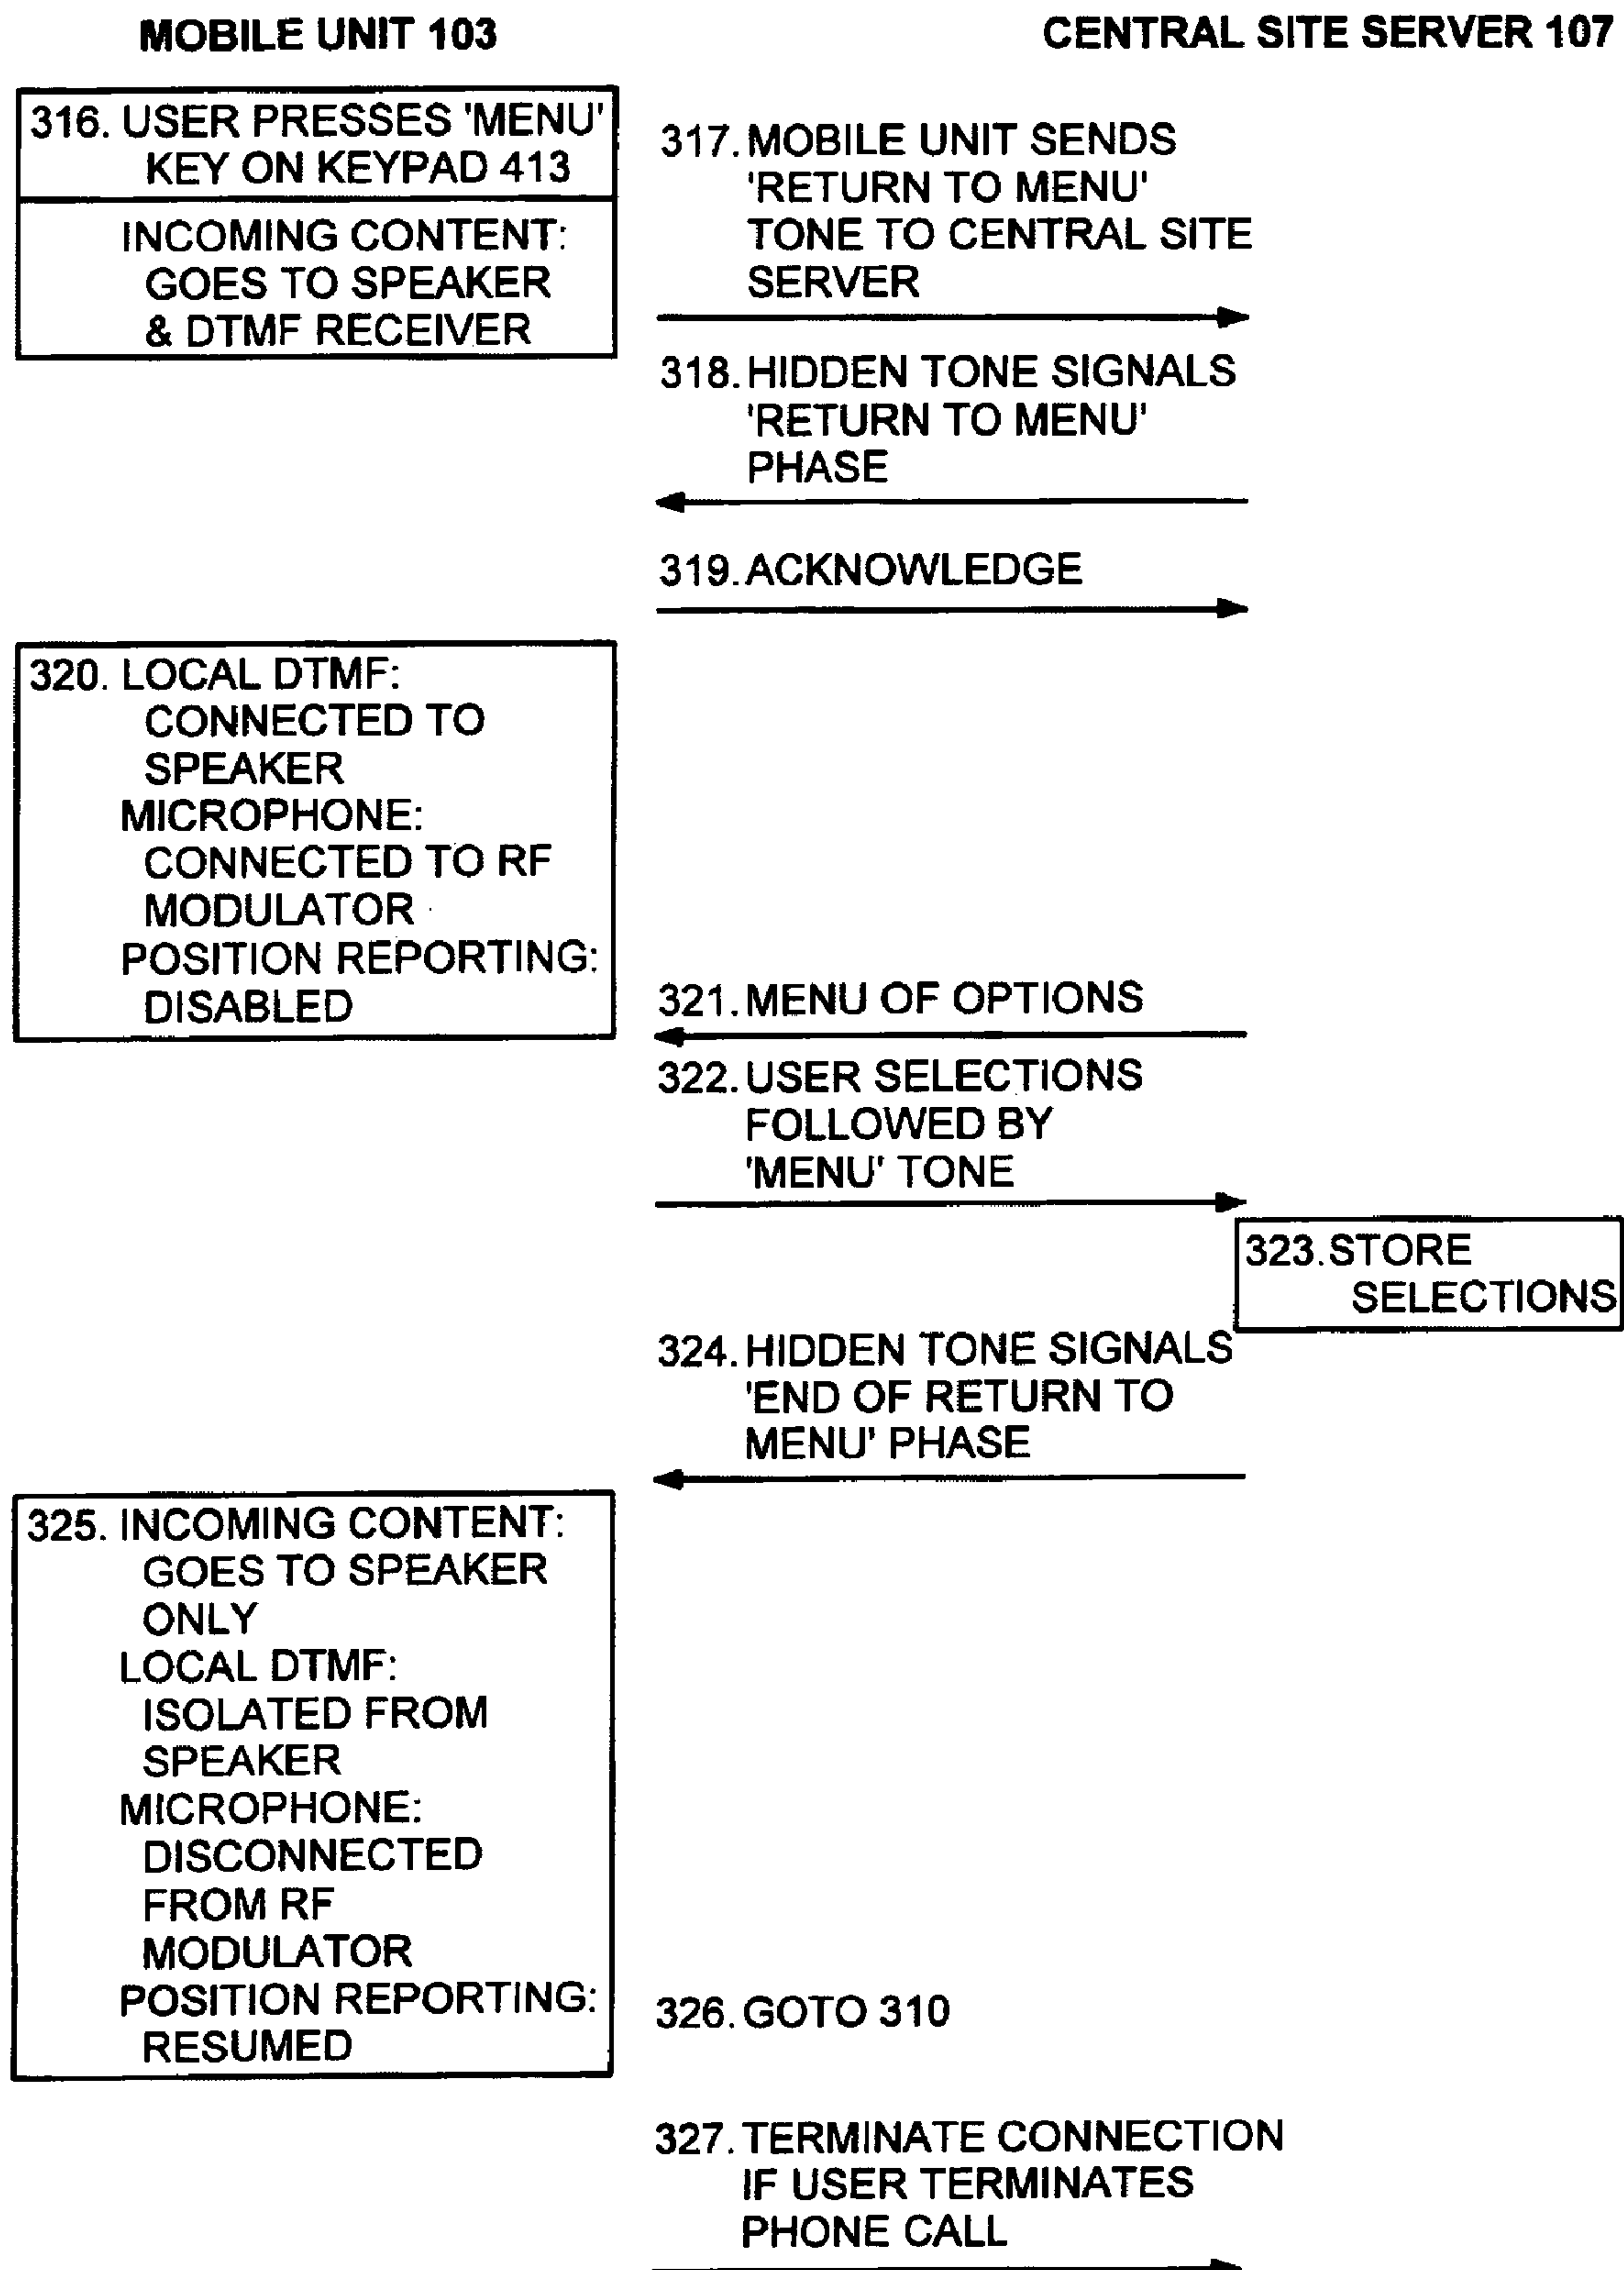 MOBILE UNIT 103
CENTRAL SITE SERVER 107
316. USER PRESSES 'MENU'
KEY ON KEYPAD 413
INCOMING CONTENT:
GOES TO SPEAKER
& DTMF RECEIVER
317. MOBILE UNIT SENDS
'RETURN TO MENU'
TONE TO CENTRAL SITE
SERVER
318. HIDDEN TONE SIGNALS
'RETURN TO MENU'
PHASE
319. ACKNOWLEDGE
320. LOCAL DTMF:
CONNECTED TO
SPEAKER
MICROPHONE:
CONNECTED TO RF
MODULATOR
POSITION REPORTING:
DISABLED
321. MENU OF OPTIONS
322. USER SELECTIONS
FOLLOWED BY
'MENU' TONE
323. STORE
SELECTIONS
324. HIDDEN TONE SIGNALS
'END OF RETURN TO
MENU' PHASE
325. INCOMING CONTENT:
GOES TO SPEAKER
ONLY
LOCAL DTMF:
ISOLATED FROM
SPEAKER
MICROPHONE:
DISCONNECTED
FROM RF
MODULATOR
POSITION REPORTING:
RESUMED
326. GOTO 310
327. TERMINATE CONNECTION
IF USER TERMINATES
PHONE CALL